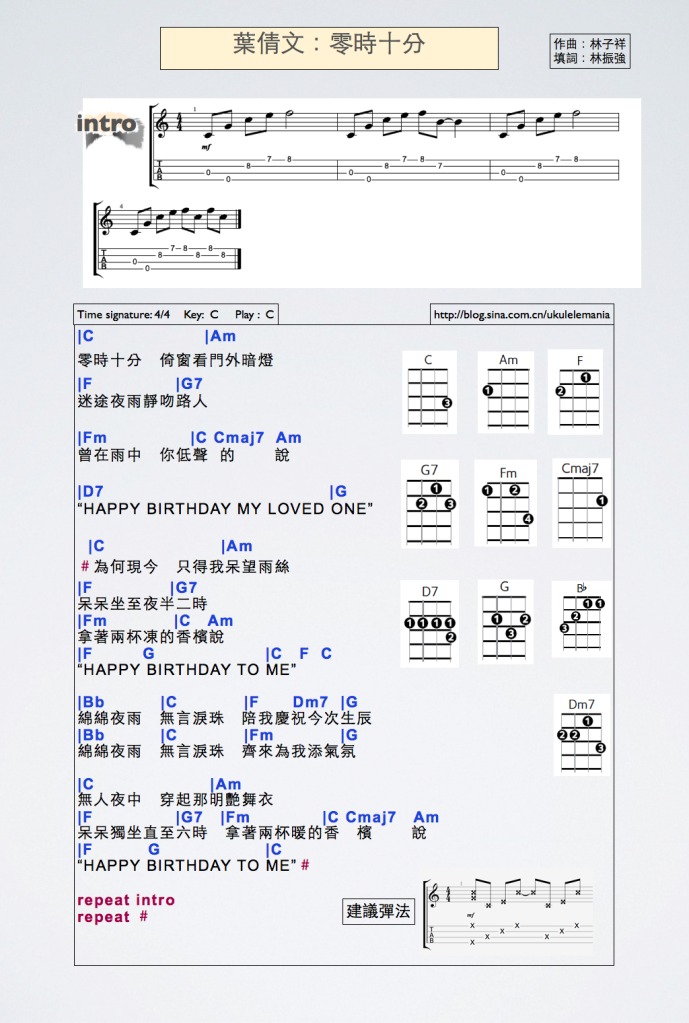 葉倩文：零時十分
作曲：林子祥
填詞：林振強
intro
Time signature: 4/4 Key: C Play : C
http://blog.sina.com.cn/ukulelemania
|C |Am
零時十分 倚窗看門外暗燈
|F |G7
迷途夜雨靜吻路人
|Fm |C Cmaj7 Am
曾在雨中 你低聲 的 說
|D7 |G
“HAPPY BIRTHDAY MY LOVED ONE”
|C |Am
# 為何現今 只得我呆望雨絲
|F |G7
呆呆坐至夜半二時
|Fm |C Am
拿著兩杯凍的香檳說
|F G |C F C
“HAPPY BIRTHDAY TO ME”
|Bb |C |F Dm7 |G
綿綿夜雨 無言淚珠 陪我慶祝今次生辰
|Bb |C |Fm |G
綿綿夜雨 無言淚珠 齊來為我添氣氛
|C |Am
無人夜中 穿起那明艷舞衣
|F |G7 |Fm |C Cmaj7 Am
呆呆獨坐直至六時 拿著兩杯暖的香 檳 說
|F G |C
“HAPPY BIRTHDAY TO ME” #
repeat intro
repeat #
C Am F
G7 Fm Cmaj7
D7 G B♭
Dm7
建議彈法